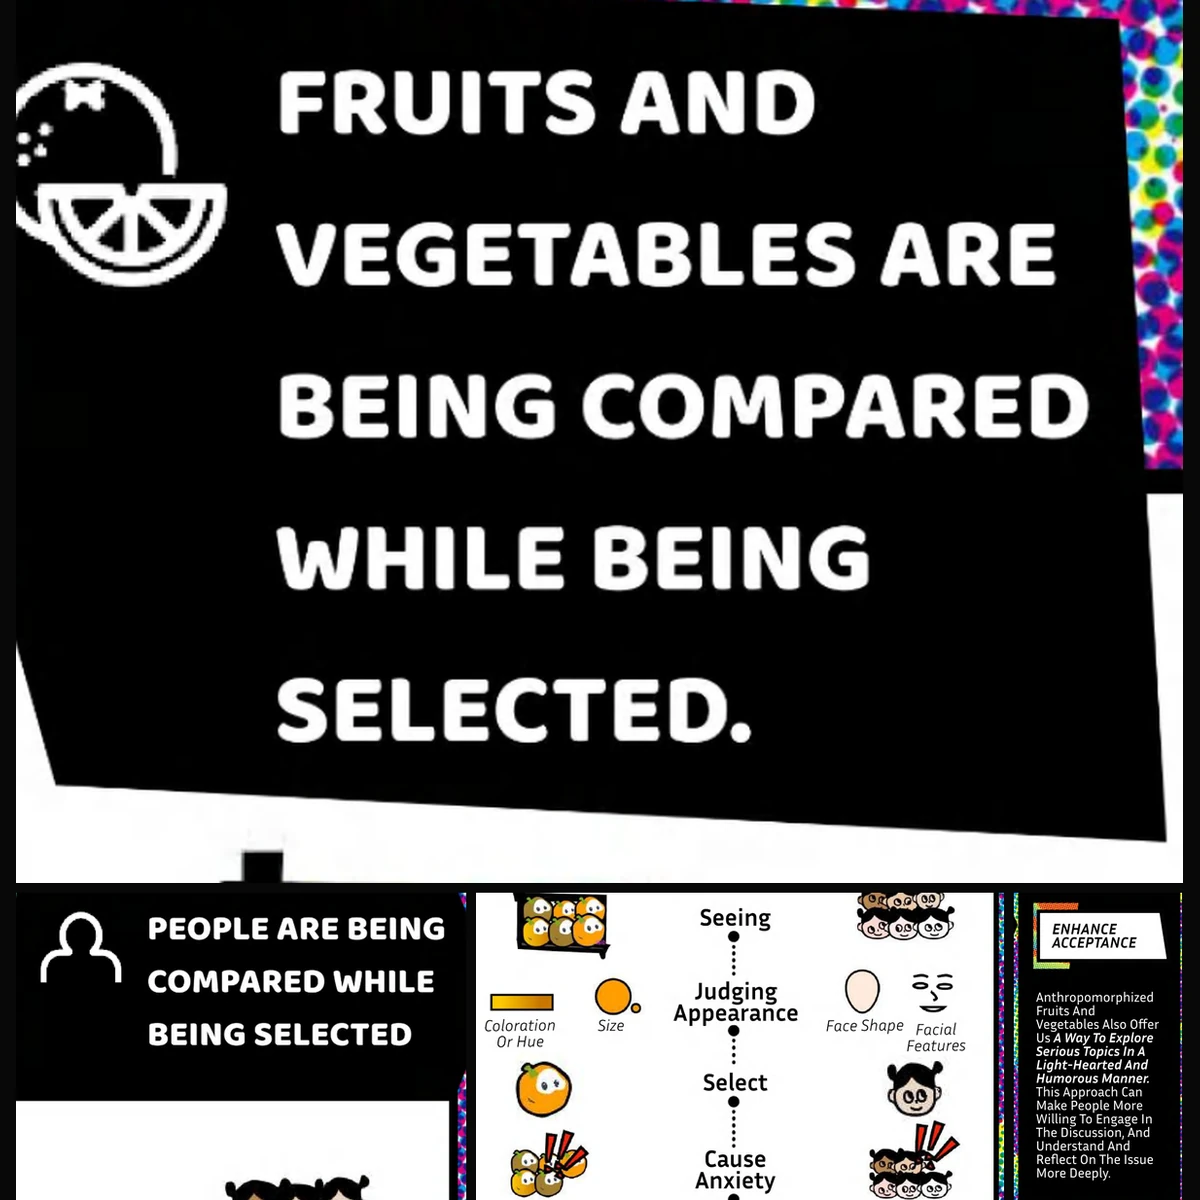 FRUITS AND
VEGETABLES ARE
BEING COMPARED
WHILE BEING
SELECTED.
PEOPLE ARE BEING
COMPARED WHILE
BEING SELECTED
Seeing
Judging
Appearance
Coloration
Or Hue
Size
Face Shape
Facial
Features
Select
Cause
Anxiety
ENHANCE
ACCEPTANCE
Anthropomorphized
Fruits And
Vegetables Also Offer
Us A Way To Explore
Serious Topics In A
Light-Hearted And
Humorous Manner.
This Approach Can
Make People More
Willing To Engage In
The Discussion, And
Understand And
Reflect On The Issue
More Deeply.